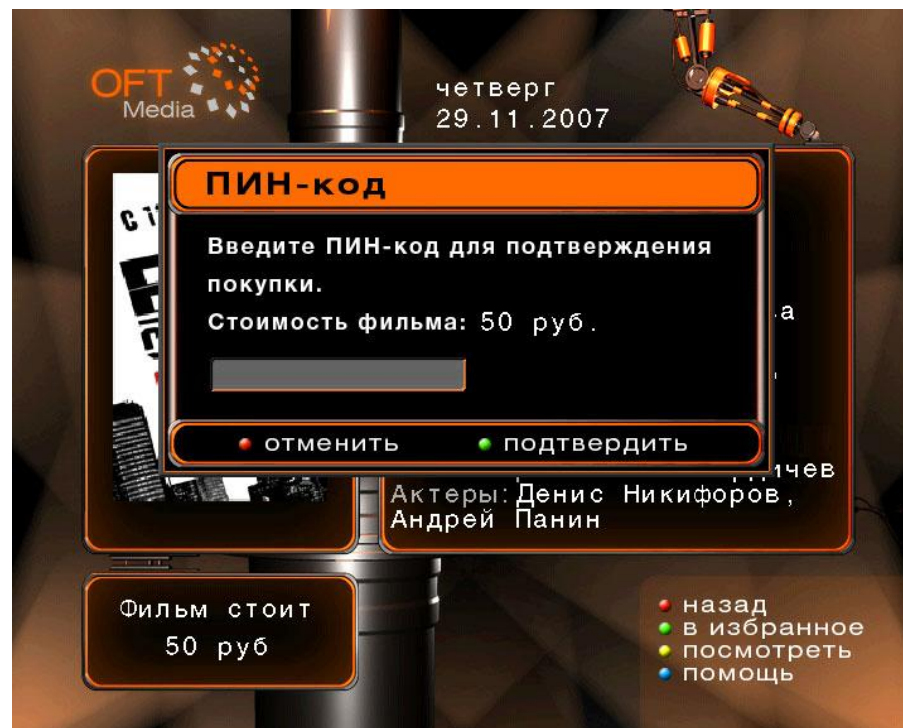 OFT
Media
четверг
29.11.2007
ПИН-код
Введите ПИН-код для подтверждения
покупки.
Стоимость фильма: 50 руб.
отменить
подтвердить
Актеры: Денис Никифоров,
Андрей Панин
Фильм стоит
50 руб
назад
в избранное
посмотреть
помощь